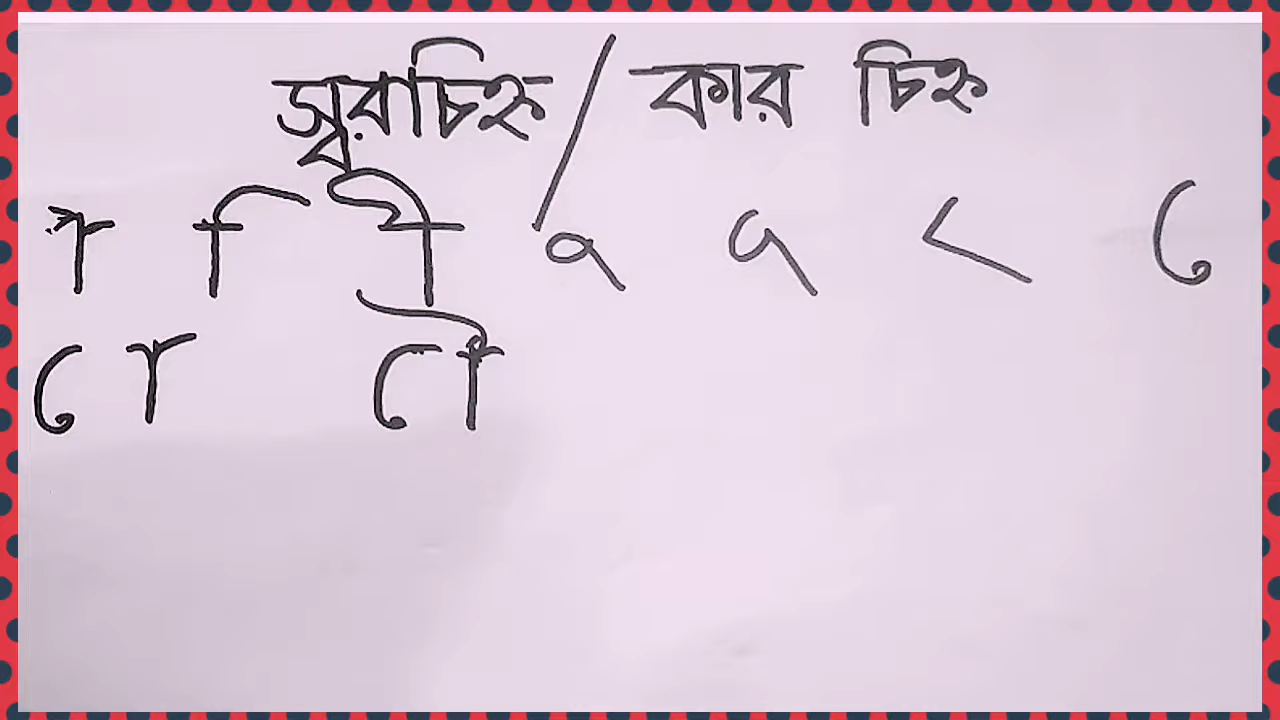 স্বরচিহ্ন / কার চিহ্ন
া ি ী ু ূ ৃ ে
ো ৌ